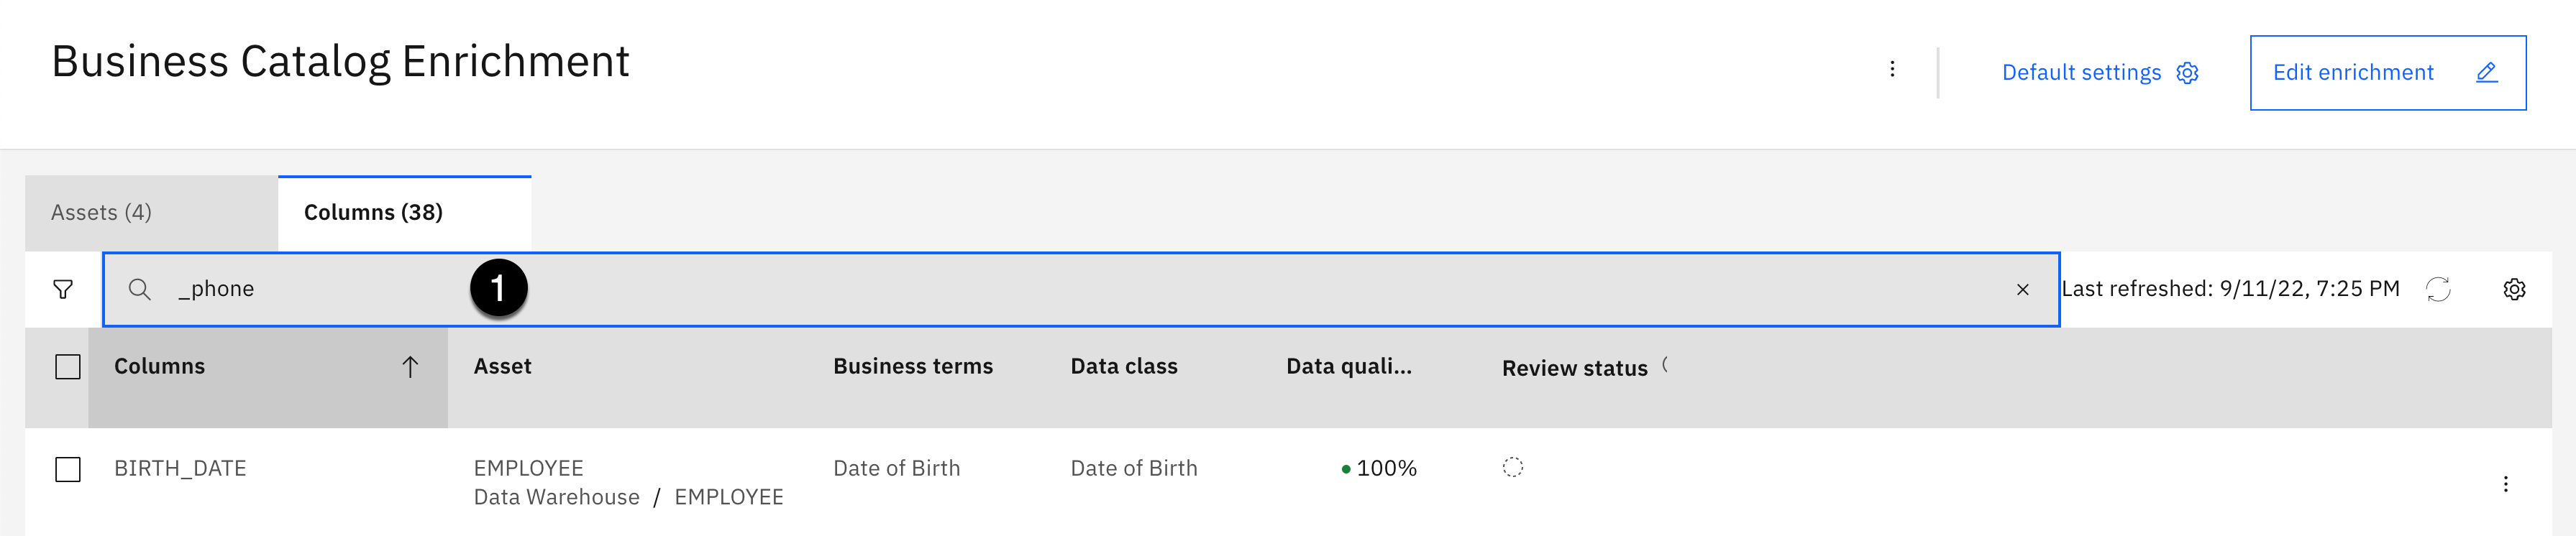 Business Catalog Enrichment
Default settings
Edit enrichment
Assets (4)
Columns (38)
_phone
1
Last refreshed: 9/11/22, 7:25 PM
Columns
Asset
Business terms
Data class
Data quali...
Review status
BIRTH_DATE
EMPLOYEE
Data Warehouse / EMPLOYEE
Date of Birth
Date of Birth
100%